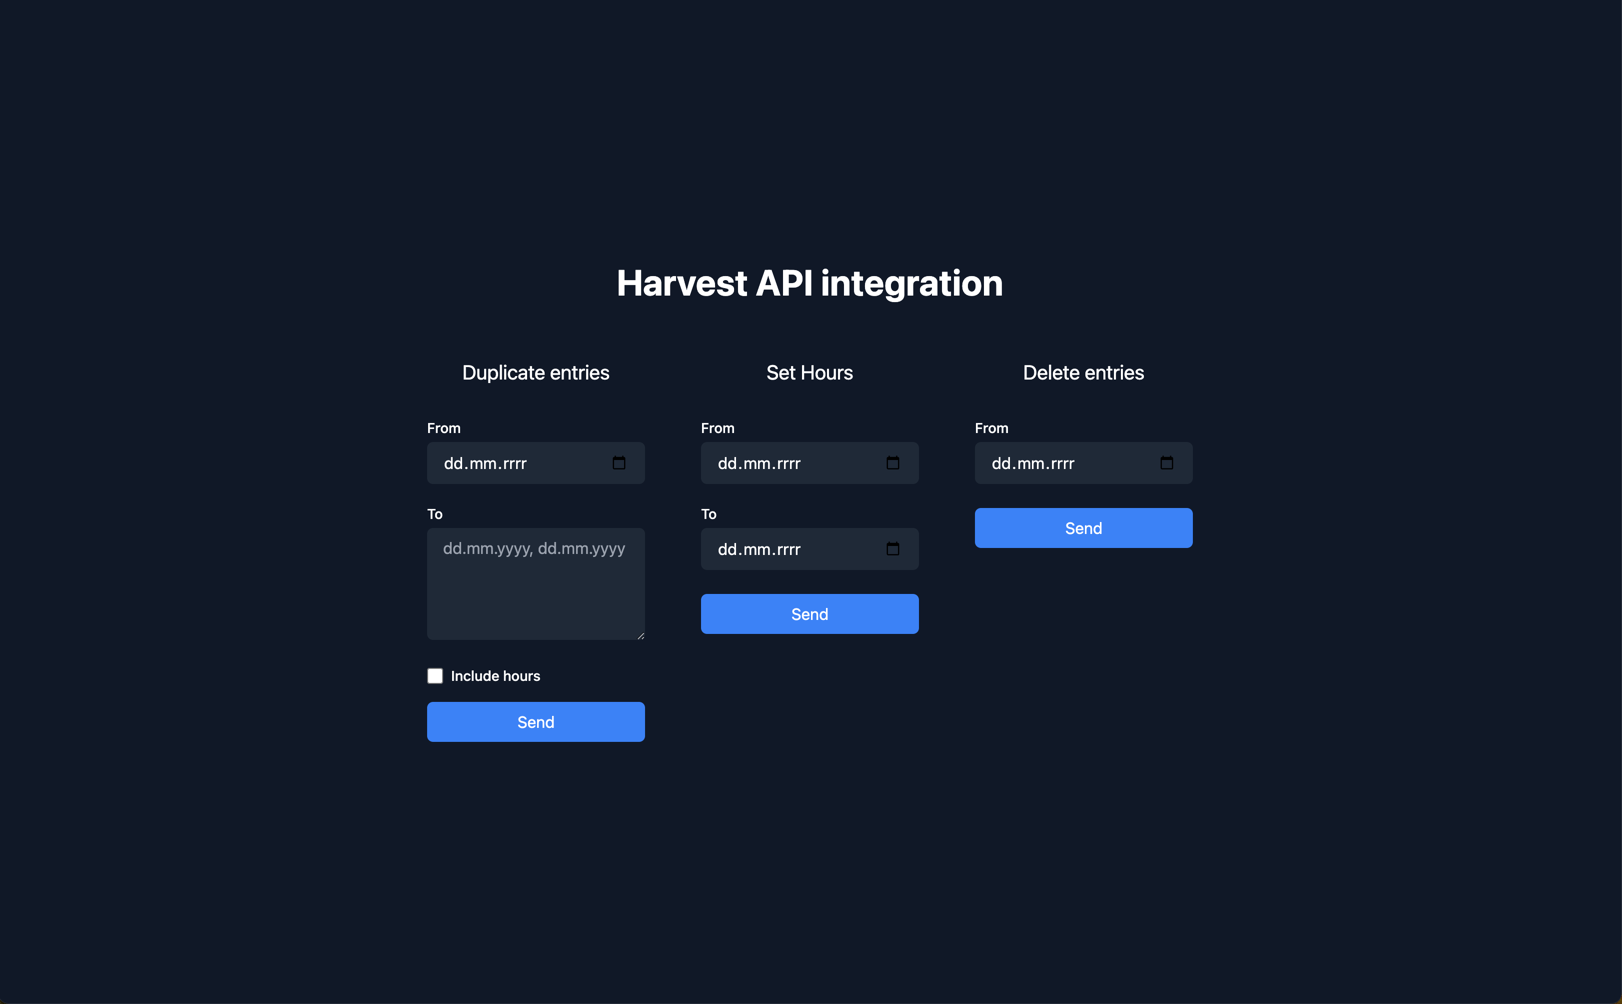 Harvest API integration
Duplicate entries
From
dd.mm.rrrr
To
dd.mm.yyyy, dd.mm.yyyy
Include hours
Send
Set Hours
From
dd.mm.rrrr
To
dd.mm.rrrr
Send
Delete entries
From
dd.mm.rrrr
Send